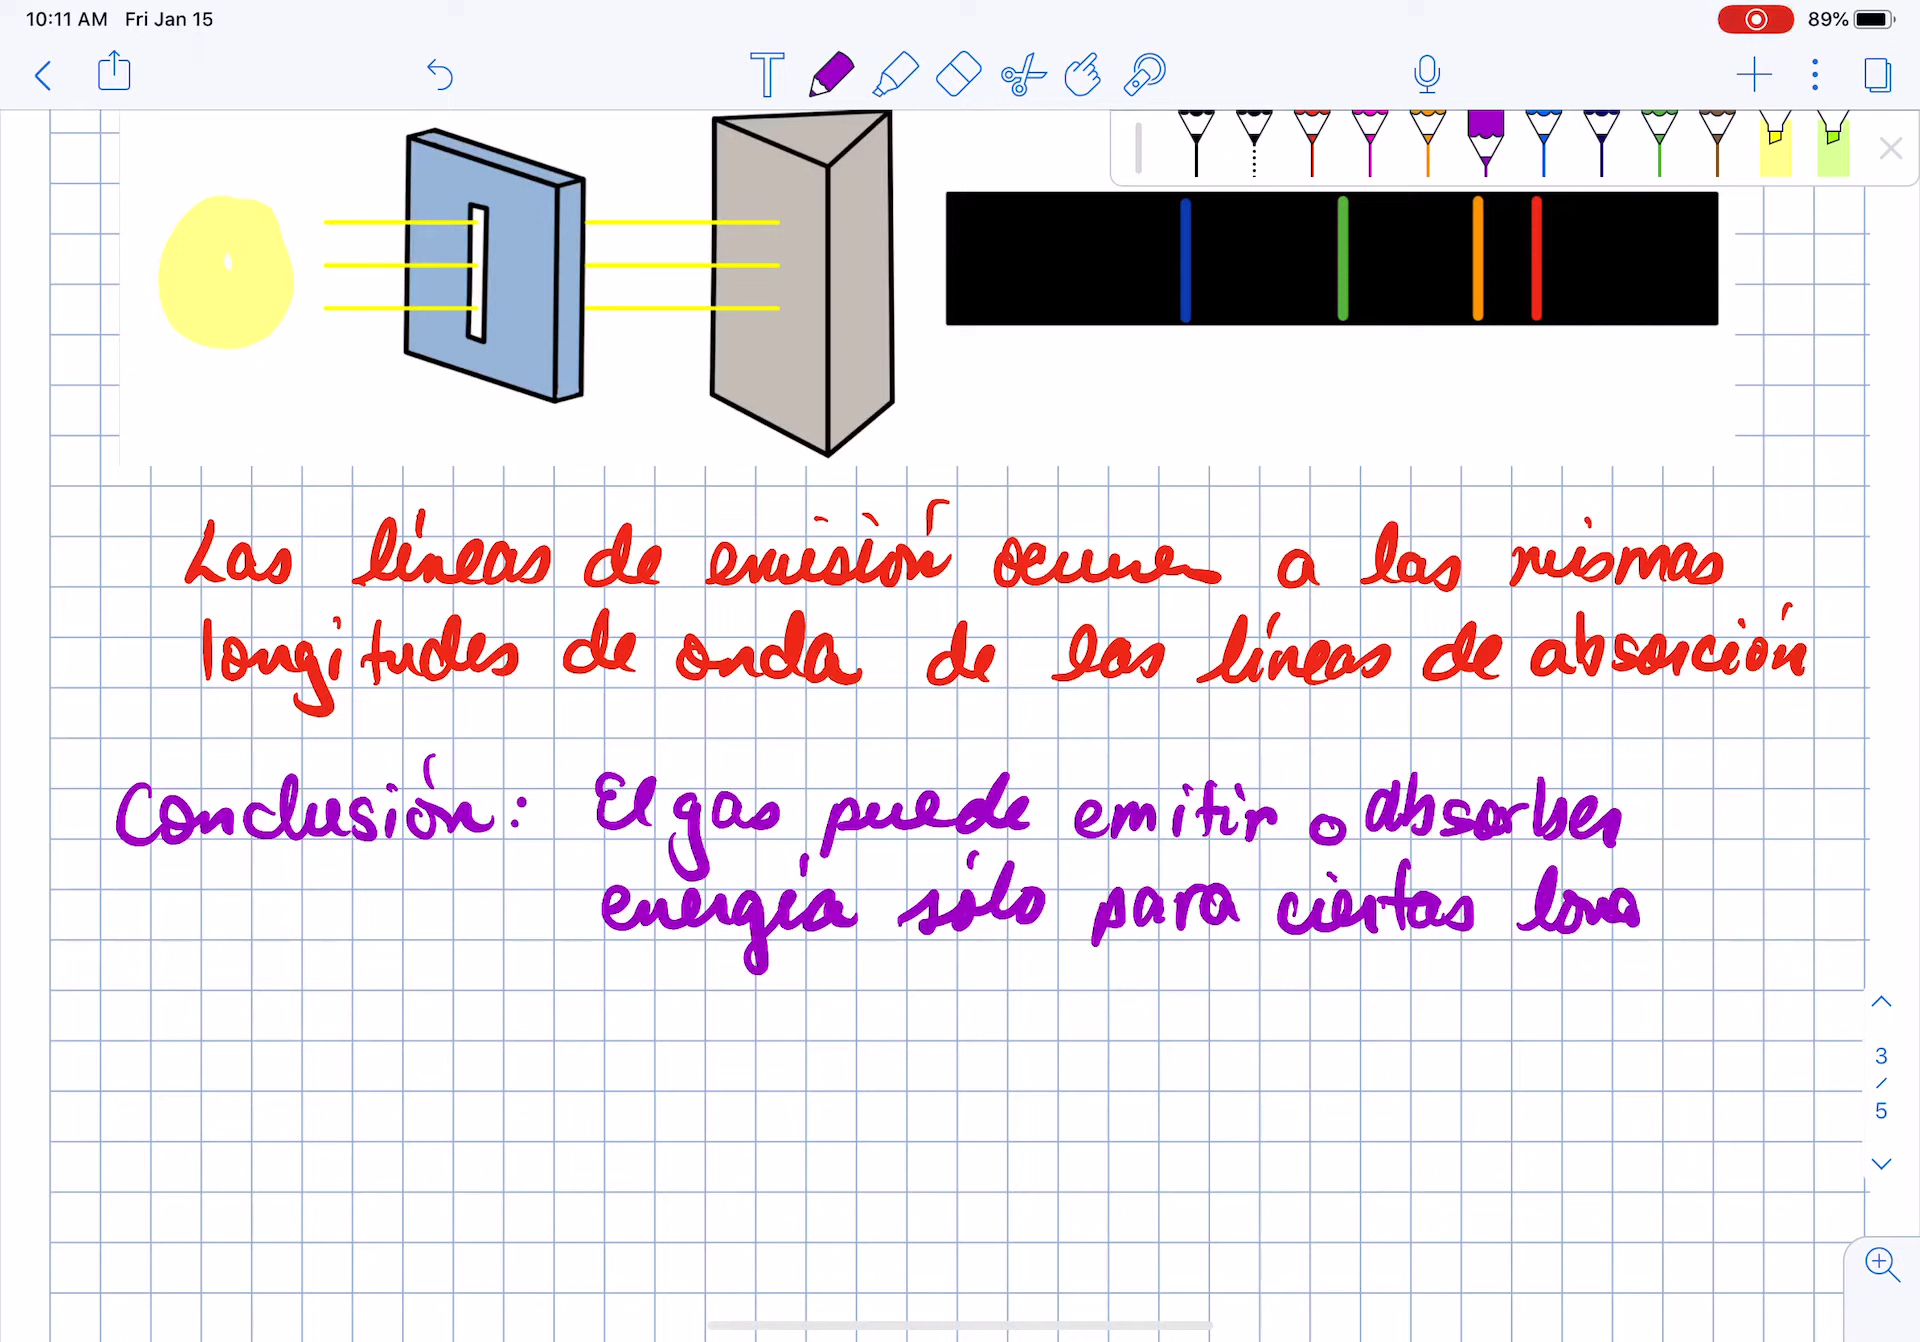 10:11 AM Fri Jan 15
89%
T
Las líneas de emisión ocurren a las mismas
longitudes de onda de las líneas de absorción
Conclusión: El gas puede emitir o absorber
energía sólo para ciertas long
3
/
5